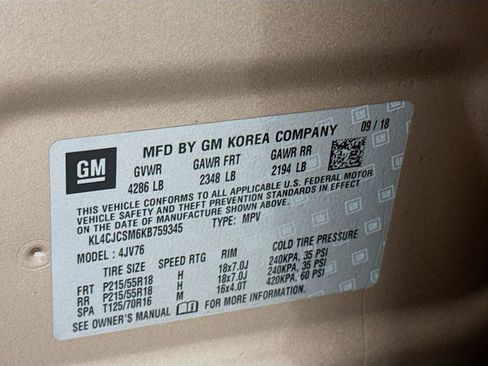 GM
MFD BY GM KOREA COMPANY 09 / 18
GVWR GAWR FRT GAWR RR
4286 LB 2348 LB 2194 LB
THIS VEHICLE CONFORMS TO ALL APPLICABLE U.S. FEDERAL MOTOR
VEHICLE SAFETY AND THEFT PREVENTION STANDARDS IN EFFECT
ON THE DATE OF MANUFACTURE SHOWN ABOVE.
KL4CJCSM6KB759345 TYPE: MPV
MODEL: 4JV76
TIRE SIZE SPEED RTG RIM COLD TIRE PRESSURE
FRT P215/55R18 H 18x7.0J 240KPA, 35 PSI
RR P215/55R18 H 18x7.0J 240KPA, 35 PSI
SPA T125/70R16 M 16x4.0T 420KPA, 60 PSI
SEE OWNER'S MANUAL FOR MORE INFORMATION